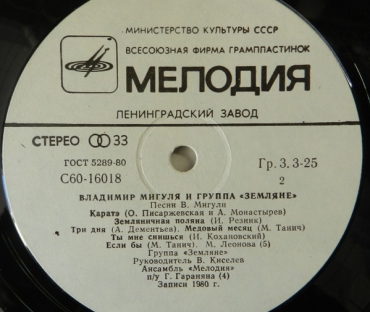 МИНИСТЕРСТВО КУЛЬТУРЫ СССР
ВСЕСОЮЗНАЯ ФИРМА ГРАМПЛАСТИНОК
МЕЛОДИЯ
ЛЕНИНГРАДСКИЙ ЗАВОД
СТЕРЕО 33
ГОСТ 5289-80
Гр. 3. 3-25
С60-16018
2
ВЛАДИМИР МИГУЛЯ И ГРУППА «ЗЕМЛЯНЕ»
Песни В. Мигули
Каратэ (О. Писаржевская и А. Монастырев)
Земляничная поляна (И. Резник)
Три дня (А. Дементьев). Медовый месяц (М. Танич)
Ты мне снишься (И. Кохановский)
Если бы (М. Танич). М. Леонова (5)
Группа «Земляне»
Руководитель В. Киселев
Ансамбль «Мелодия»
п/у Г. Гараняна (4)
Записи 1980 г.